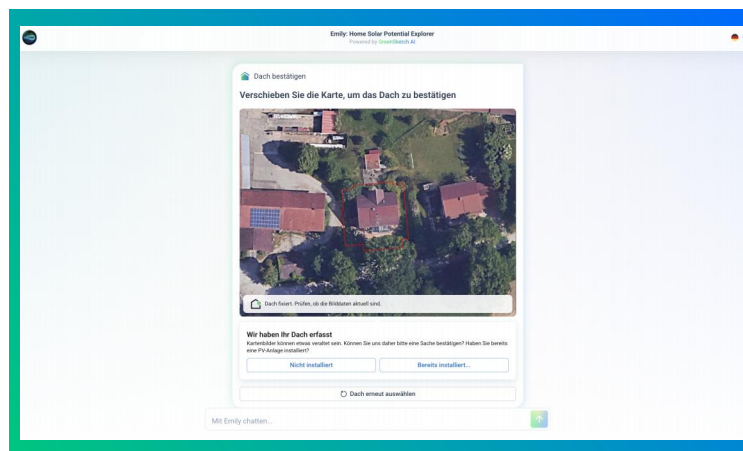 Emily: Home Solar Potential Explorer
Powered by GreenSketch AI
Dach bestätigen
Verschieben Sie die Karte, um das Dach zu bestätigen
Dach fixiert. Prüfen, ob die Bilddaten aktuell sind.
Wir haben Ihr Dach erfasst
Kartenbilder können etwas veraltet sein. Können Sie uns daher bitte eine Sache bestätigen? Haben Sie bereits
eine PV-Anlage installiert?
Nicht installiert
Bereits installiert...
Dach erneut auswählen
Mit Emily chatten...